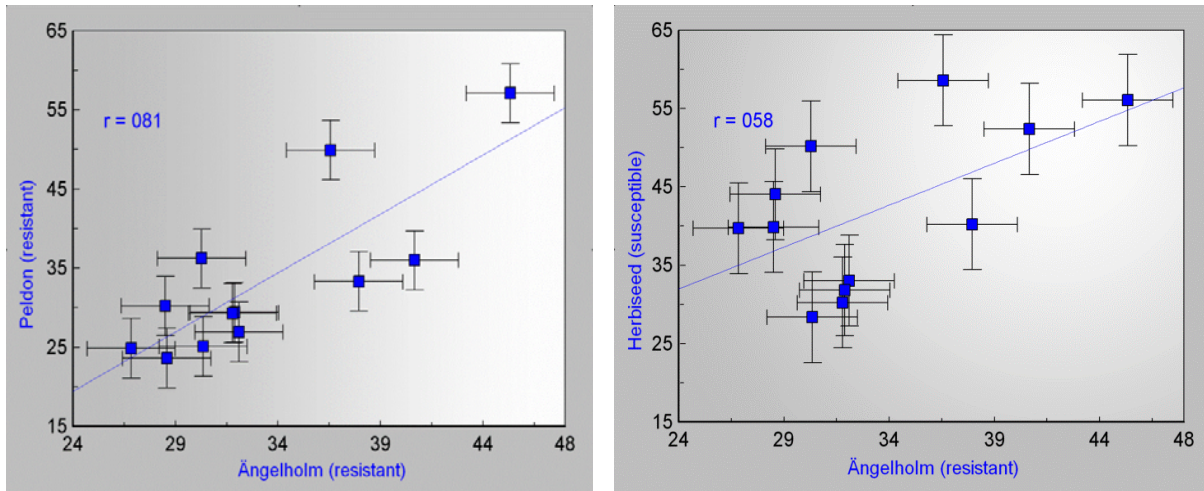 65
55
45
35
25
15
Peldon (resistant)
r = 081
24 29 34 39 44 48
Ängelholm (resistant)
65
55
45
35
25
15
Herbiseed (susceptible)
r = 058
24 29 34 39 44 48
Ängelholm (resistant)